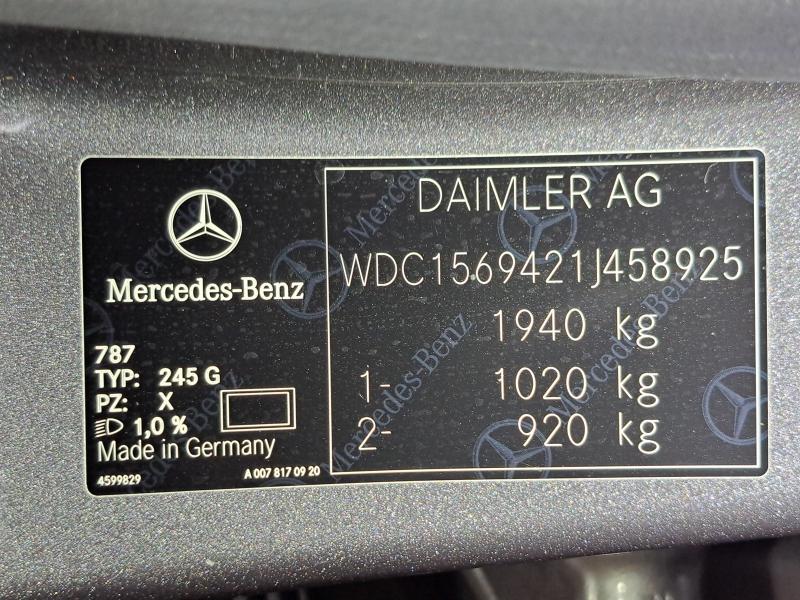 Mercedes-Benz
787
TYP: 245 G
PZ: X
1,0 %
Made in Germany
4599829
A 007 817 09 20
DAIMLER AG
WDC1569421J458925
1940 kg
1- 1020 kg
2- 920 kg